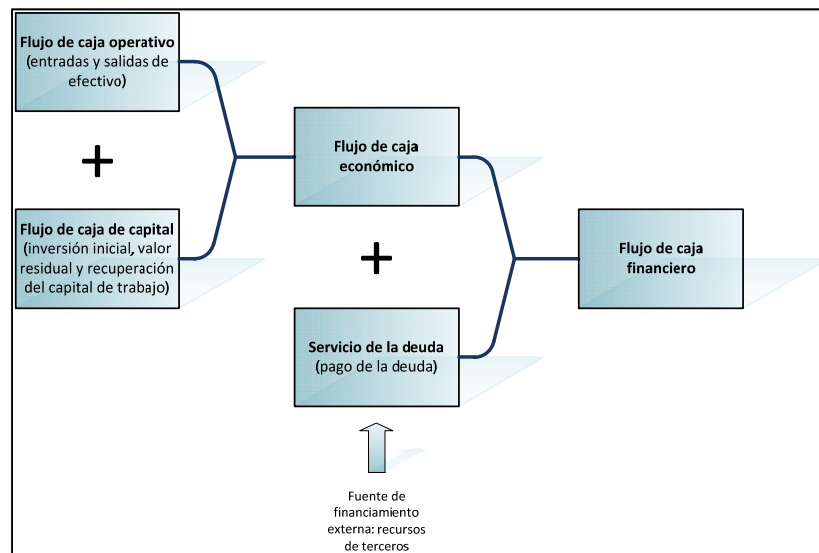 Flujo de caja operativo
(entradas y salidas de
efectivo)
+
Flujo de caja de capital
(inversión inicial, valor
residual y recuperación
del capital de trabajo)
Flujo de caja
económico
+
Servicio de la deuda
(pago de la deuda)
Fuente de
financiamiento
externa: recursos
de terceros
Flujo de caja
financiero